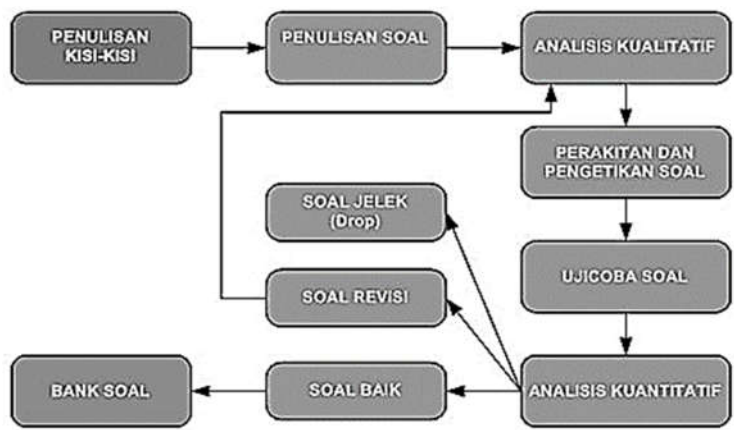 PENULISAN
KISI-KISI
PENULISAN SOAL
ANALISIS KUALITATIF
PERAKITAN DAN
PENGETIKAN SOAL
SOAL JELEK
(Drop)
UJICOBA SOAL
SOAL REVISI
BANK SOAL
SOAL BAIK
ANALISIS KUANTITATIF